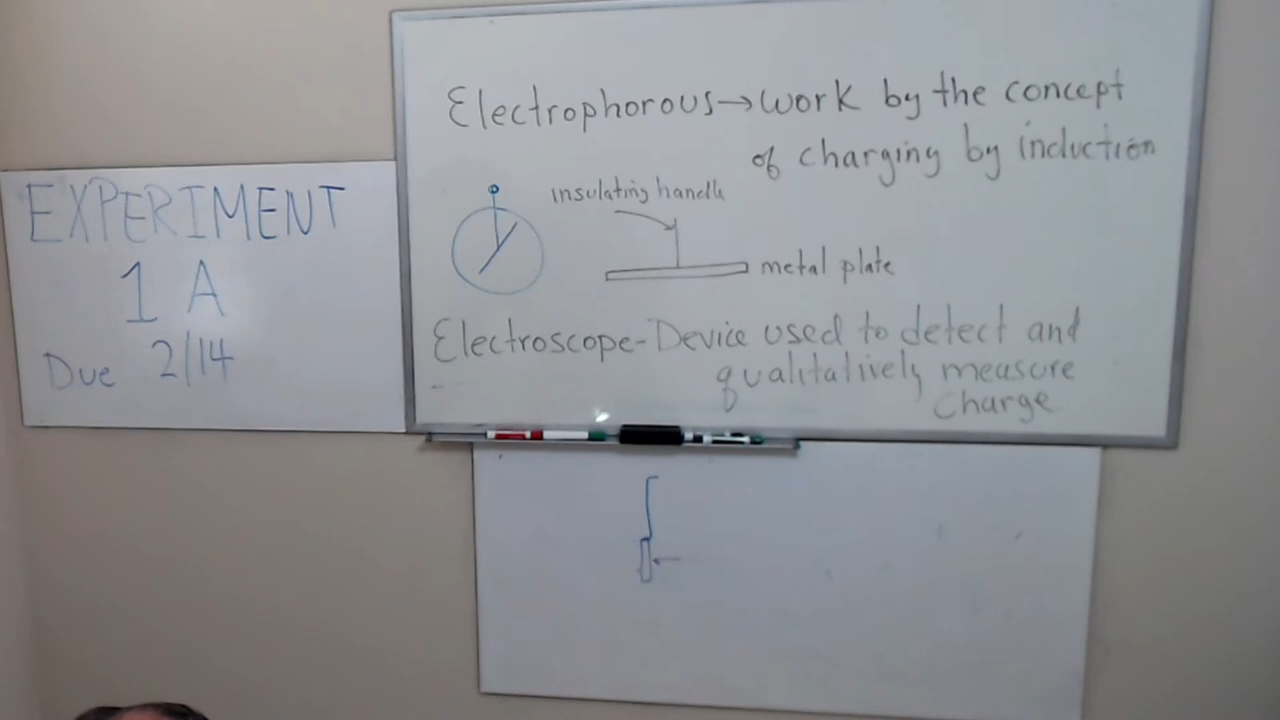 EXPERIMENT
1 A
Due 2/14
Electrophorous→work by the concept
of charging by induction
insulating handle
metal plate
Electroscope-Device used to detect and
qualitatively measure
charge